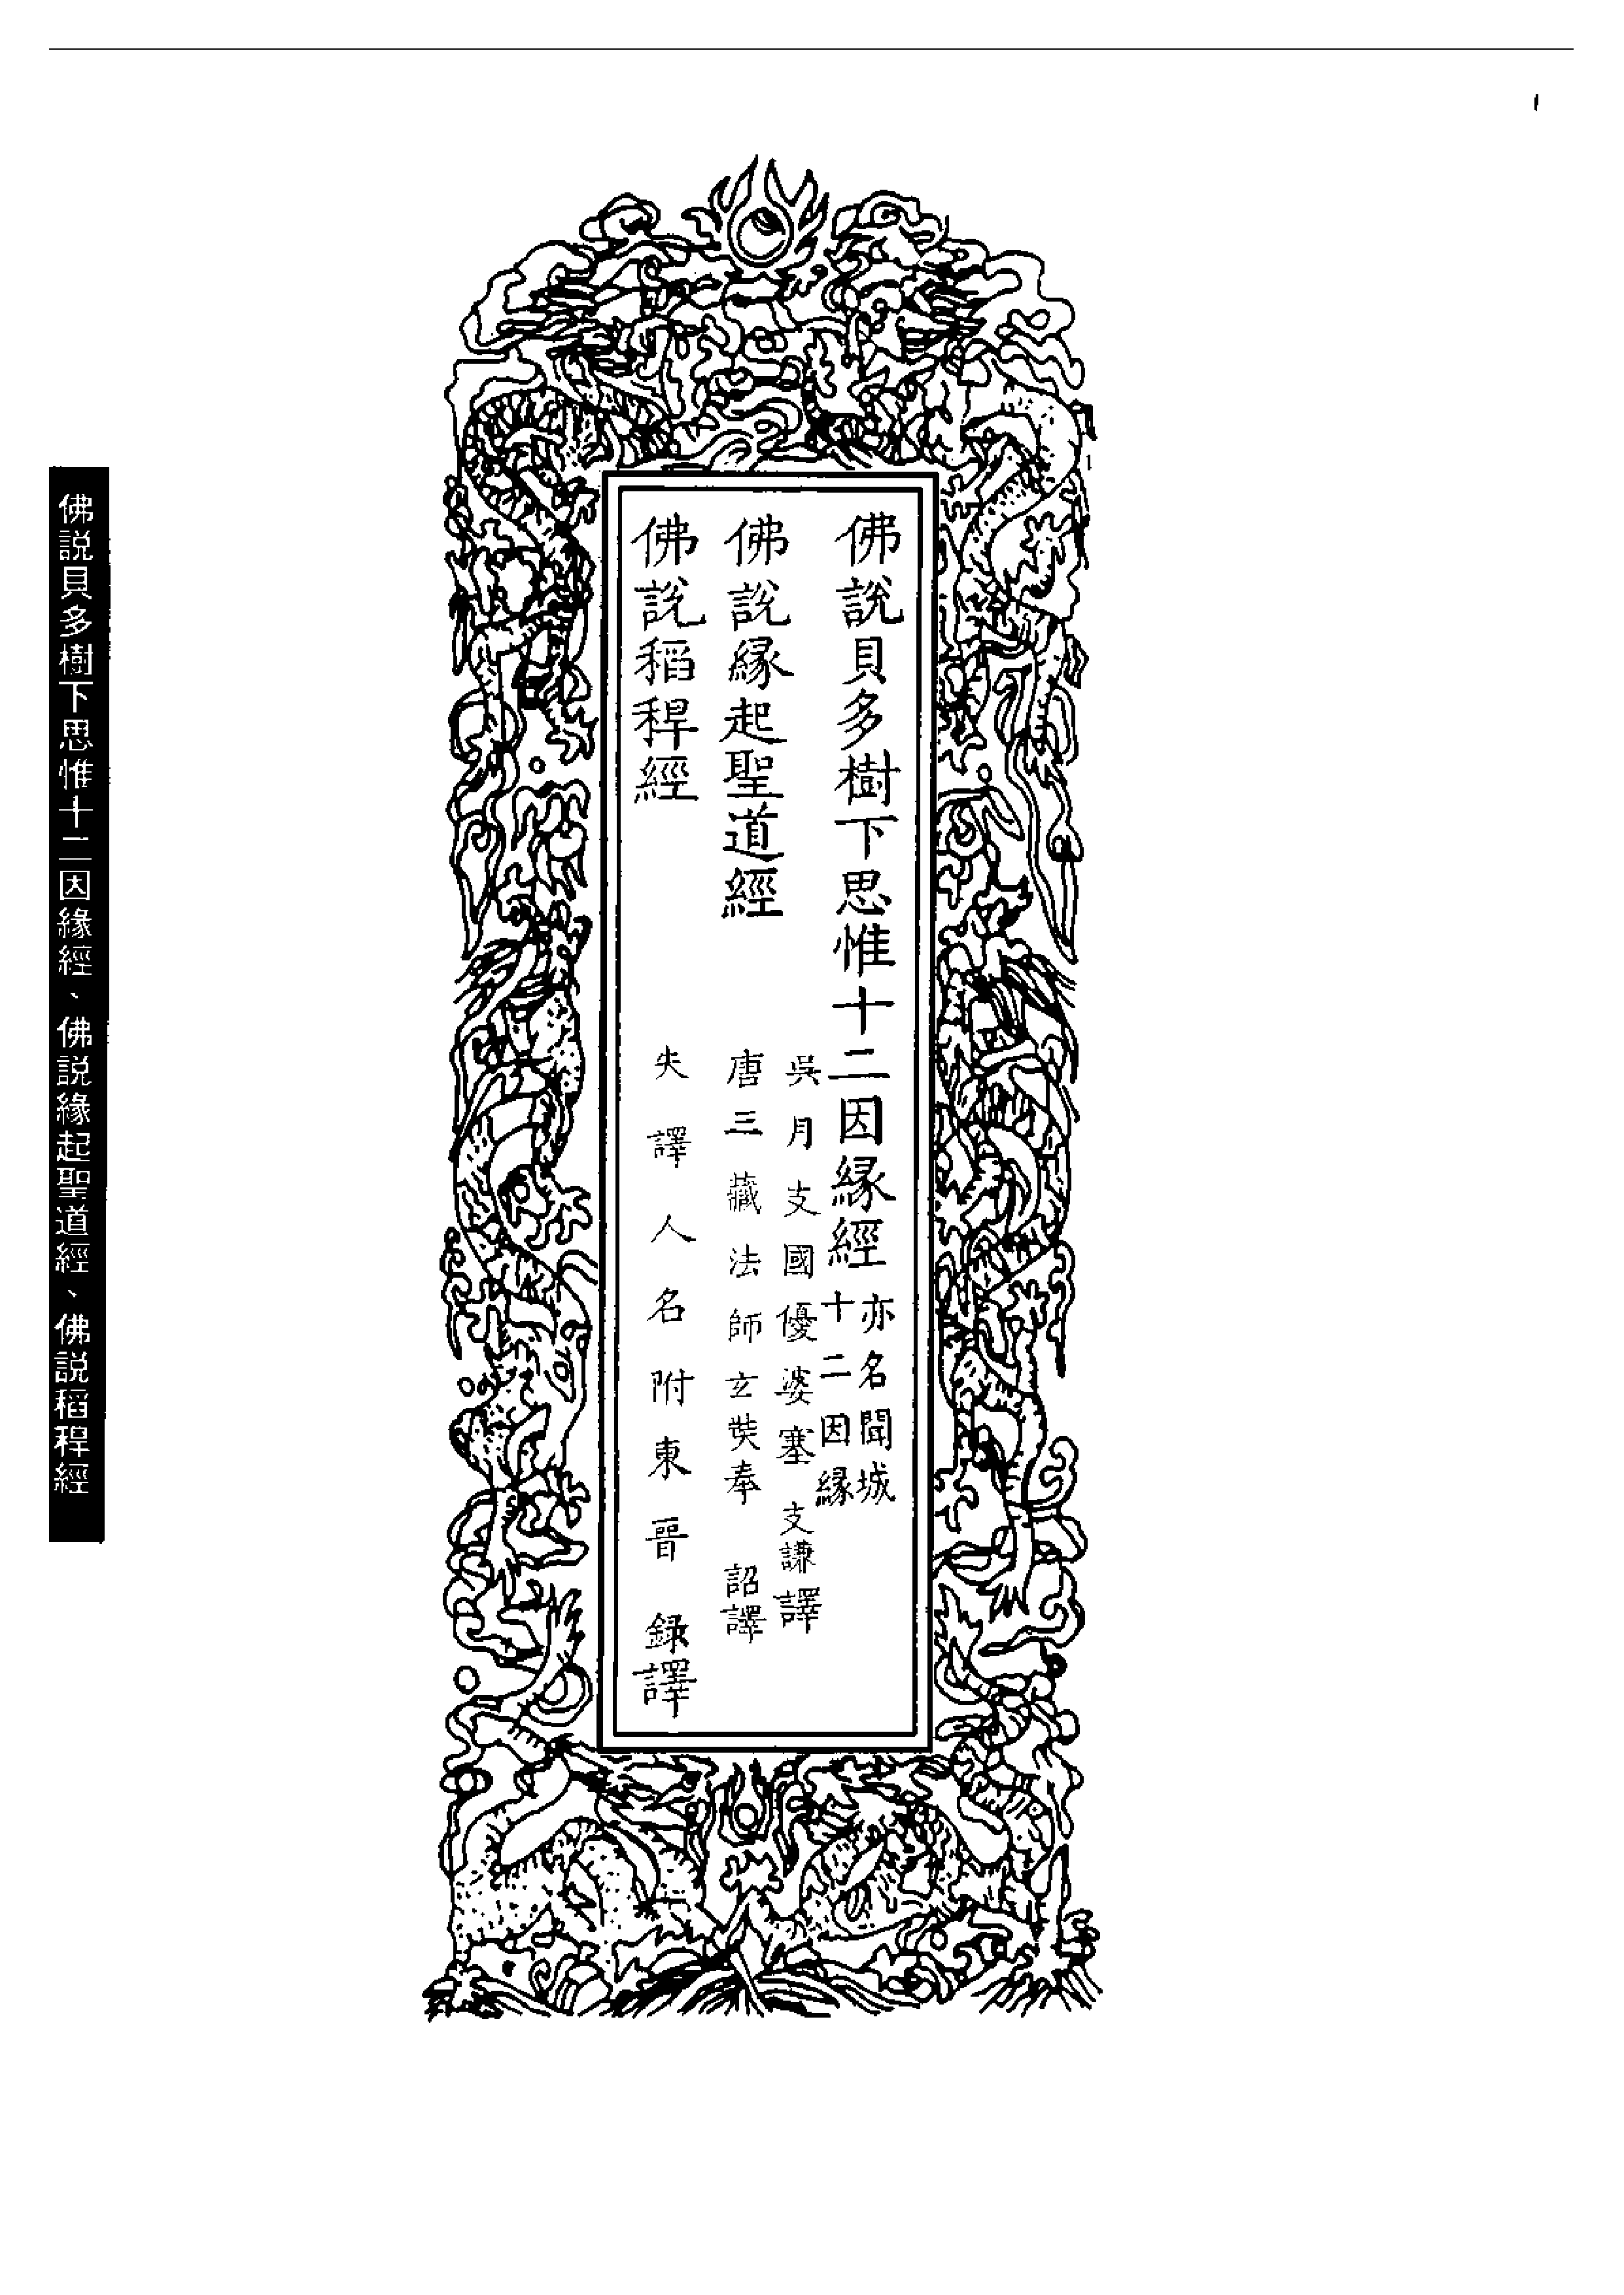 佛說貝多樹下思惟十二因緣經
亦名聞城
十二因緣
吳月支國優婆塞支謙譯
佛說緣起聖道經
唐三藏法師玄奘奉詔譯
佛說稻稈經
失譯人名附東晉錄譯
佛説貝多樹下思惟十二因緣經、佛説緣起聖道經、佛説稻稈經